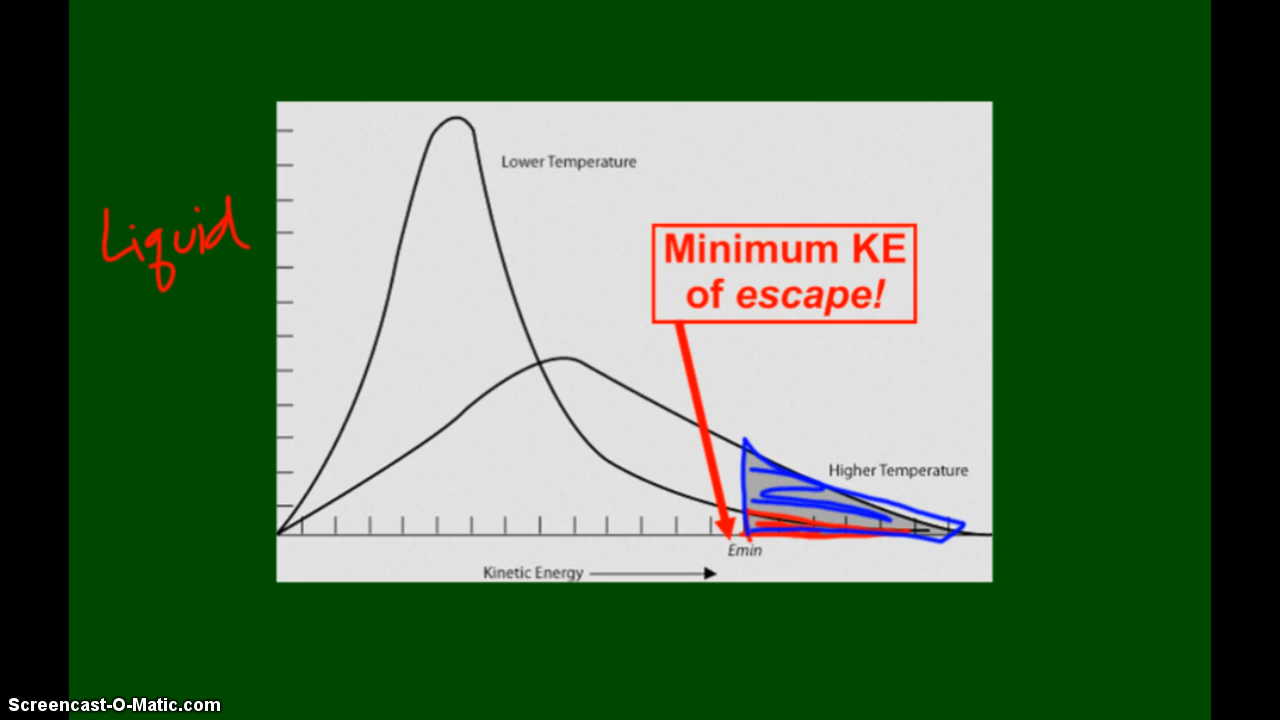 Lower Temperature
Liquid
Minimum KE
of escape!
Higher Temperature
Emin
Kinetic Energy
Screencast-O-Matic.com